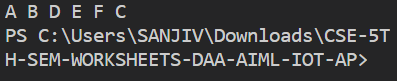 A B D E F C
PS C:\Users\SANJIV\Downloads\CSE-5T
H-SEM-WORKSHEETS-DAA-AIML-IOT-AP>